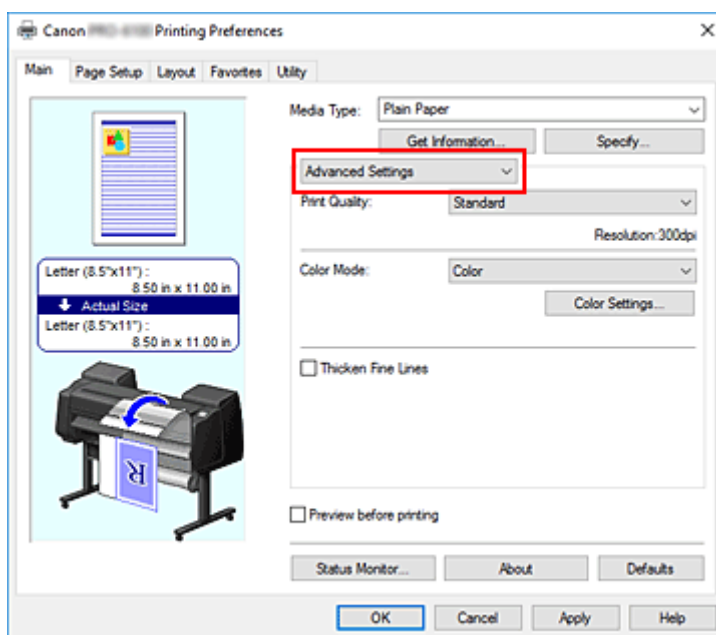 Canon Printing Preferences
Main Page Setup Layout Favorites Utility
Media Type: Plain Paper
Get Information... Specify...
Advanced Settings
Print Quality: Standard
Resolution:300dpi
Color Mode: Color
Color Settings...
Thicken Fine Lines
Letter (8.5"x11") :
8.50 in x 11.00 in
Actual Size
Letter (8.5"x11") :
8.50 in x 11.00 in
R
Preview before printing
Status Monitor... About Defaults
OK Cancel Apply Help